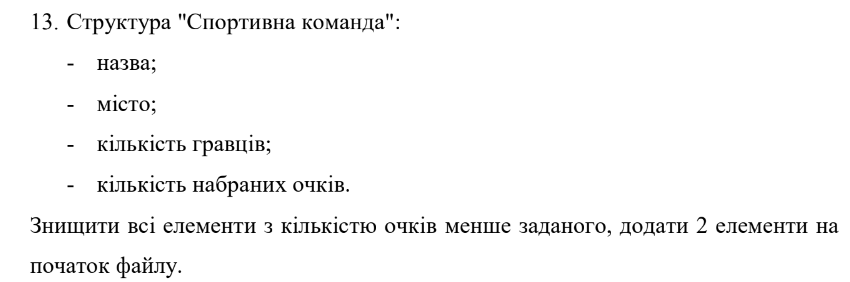 13. Структура "Спортивна команда":
- назва;
- місто;
- кількість гравців;
- кількість набраних очків.
Знищити всі елементи з кількістю очків менше заданого, додати 2 елементи на
початок файлу.